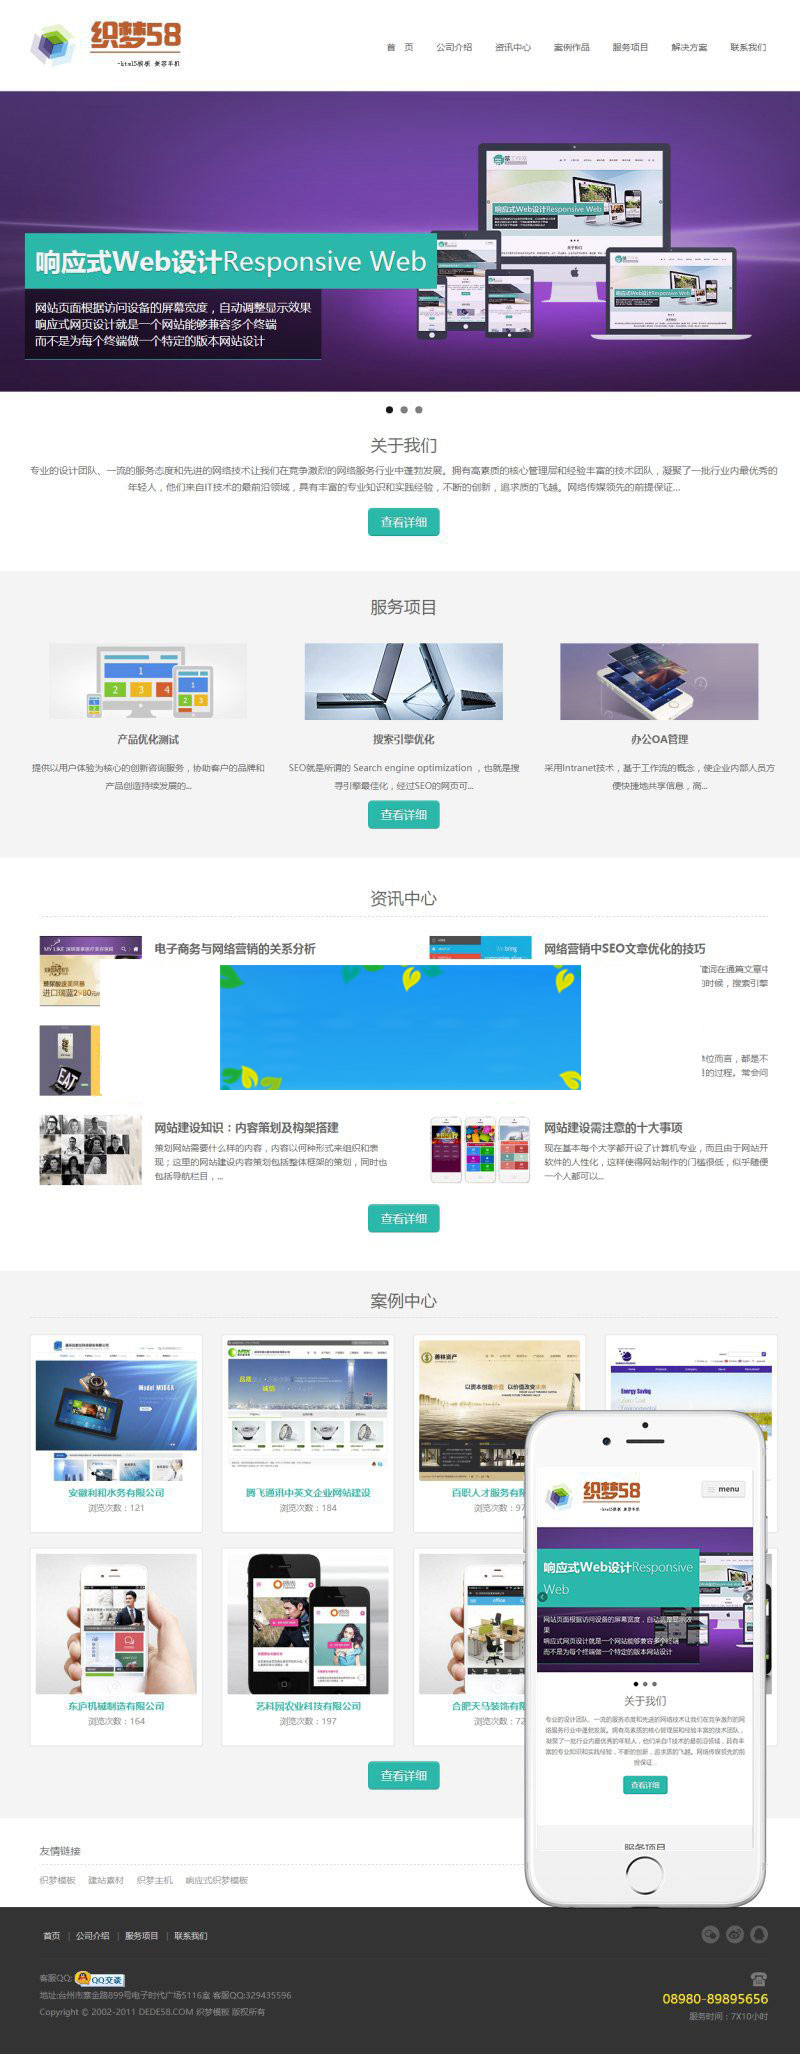 织梦58
-html5模板 兼容手机
首 页 公司介绍 资讯中心 案例作品 服务项目 解决方案 联系我们
响应式Web设计Responsive Web
网站页面根据访问设备的屏幕宽度，自动调整显示效果
响应式网页设计就是一个网站能够兼容多个终端
而不是为每个终端做一个特定的版本网站设计
关于我们
专业的设计团队、一流的服务态度和先进的网络技术让我们在竞争激烈的网络服务行业中蓬勃发展。拥有高素质的核心管理层和经验丰富的技术团队，凝聚了一批行业内最优秀的
年轻人，他们来自IT技术的最前沿领域，具有丰富的专业知识和实践经验，不断的创新，追求质的飞越。网络传媒领先的前提保证...
查看详细
服务项目
产品优化测试
提供以用户体验为核心的创新咨询服务，协助客户的品牌和
产品创造持续发展的...
搜索引擎优化
SEO就是所谓的 Search engine optimization ，也就是搜
寻引擎最佳化，经过SEO的网页可...
办公OA管理
采用Intranet技术，基于工作流的概念，使企业内部人员方
便快捷地共享信息，高...
查看详细
资讯中心
电子商务与网络营销的关系分析
网络营销中SEO文章优化的技巧
建词在通篇文章中
的时候，搜索引擎
单位而言，都是不
的过程。常会问
EAT
网站建设知识：内容策划及构架搭建
策划网站需要什么样的内容，内容以何种形式来组织和表
现；这里的网站建设内容策划包括整体框架的策划，同时也
包括导航栏目，...
网站建设需注意的十大事项
现在基本每个大学都开设了计算机专业，而且由于网站开
软件的人性化，这样使得网站制作的门槛很低，似乎随便
一个人都可以...
查看详细
案例中心
安徽利和水务有限公司
浏览次数：121
腾飞通讯中英文企业网站建设
浏览次数：184
善林资产
以质本创造价值 以价值改变未来
百职人才服务有限
浏览次数：97
Energy Saving
东庐机械制造有限公司
浏览次数：164
艺科园农业科技有限公司
浏览次数：197
office
合肥天马装饰有限
浏览次数：72
查看详细
织梦58
-html5模板 兼容手机
menu
响应式Web设计Responsive
Web
网站页面根据访问设备的屏幕宽度，自动调整显示效
果
响应式网页设计就是一个网站能够兼容多个终端
而不是为每个终端做一个特定的版本网站设计
关于我们
专业的设计团队、一流的服务态度和先进的网络技术让我们在竞争激烈的网
络服务行业中蓬勃发展。拥有高素质的核心管理层和经验丰富的技术团队，
凝聚了一批行业内最优秀的年轻人，他们来自IT技术的最前沿领域，具有丰
富的专业知识和实践经验，不断的创新，追求质的飞越。网络传媒领先的前
提保证...
查看详细
服务项目
友情链接
织梦模板 建站素材 织梦主机 响应式织梦模板
首页 | 公司介绍 | 服务项目 | 联系我们
客服QQ: QQ交谈
地址:台州市寨金路899号电子时代广场5116室 客服QQ:329435596
Copyright © 2002-2011 DEDE58.COM 织梦模板 版权所有
08980-89895656
服务时间：7X10小时